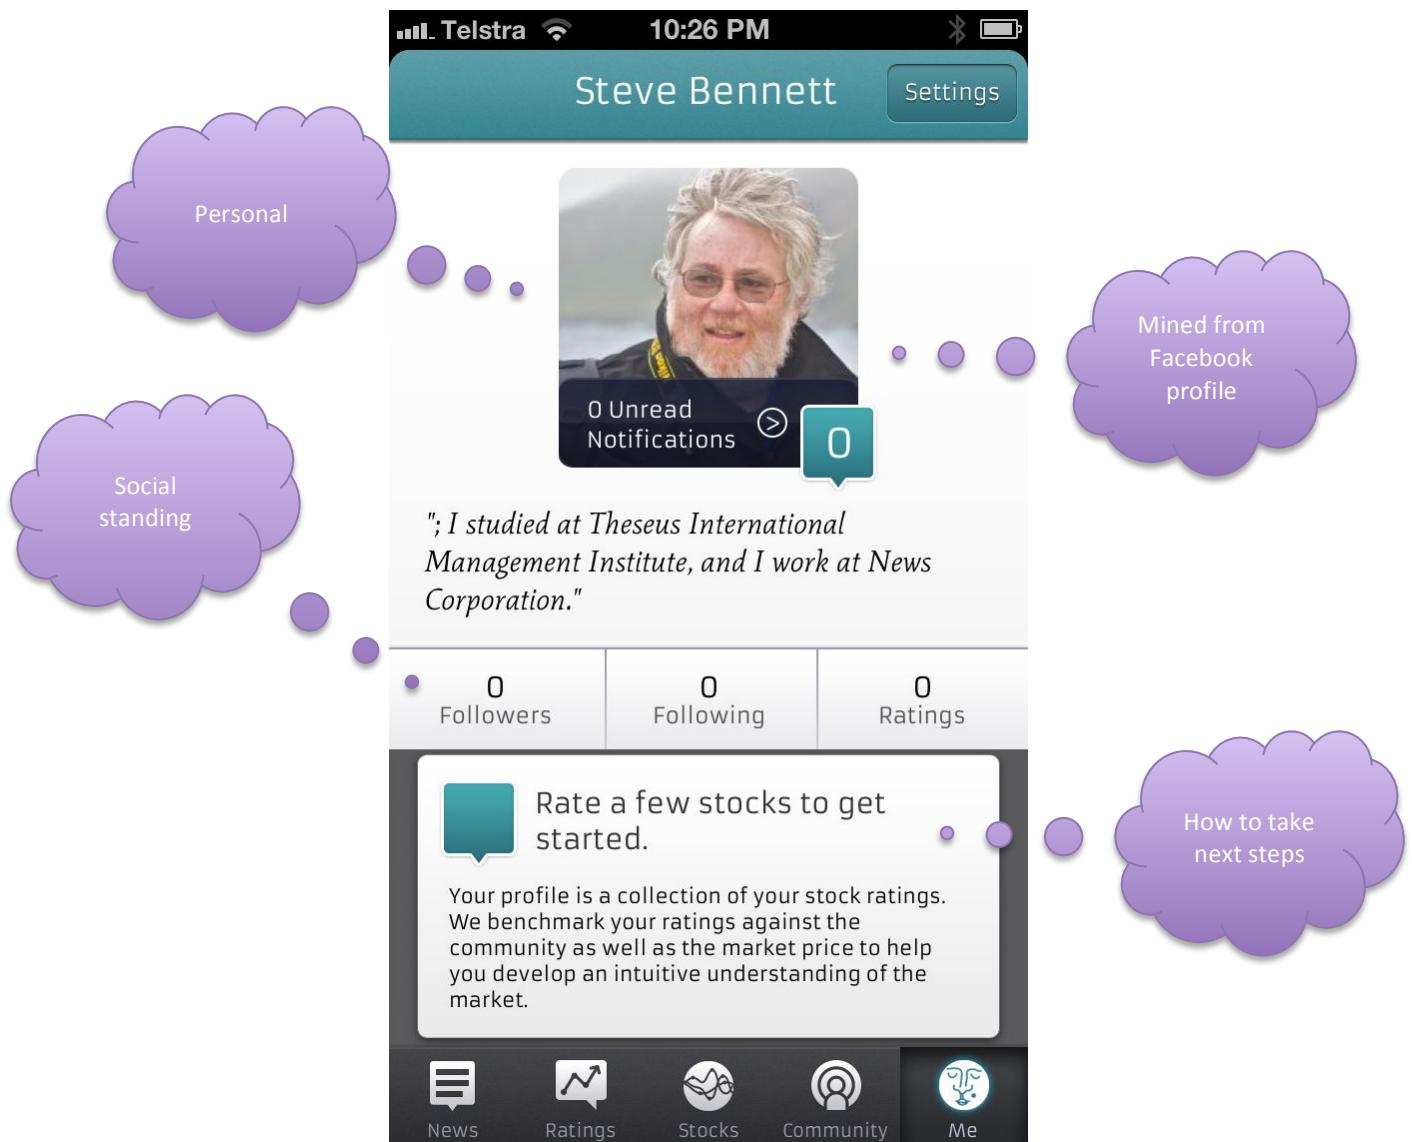 Telstra
10:26 PM
Steve Bennett
Settings
Personal
Mined from
Facebook
profile
0 Unread
Notifications
0
Social
standing
"; I studied at Theseus International
Management Institute, and I work at News
Corporation."
0
Followers
0
Following
0
Ratings
Rate a few stocks to get
started.
How to take
next steps
Your profile is a collection of your stock ratings.
We benchmark your ratings against the
community as well as the market price to help
you develop an intuitive understanding of the
market.
News
Ratings
Stocks
Community
Me